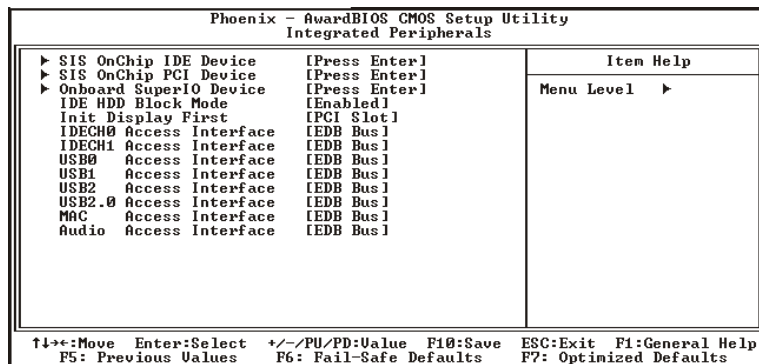 Phoenix - AwardBIOS CMOS Setup Utility
Integrated Peripherals
▶ SIS OnChip IDE Device [Press Enter]
▶ SIS OnChip PCI Device [Press Enter]
▶ Onboard SuperIO Device [Press Enter]
IDE HDD Block Mode [Enabled]
Init Display First [PCI Slot]
IDECH0 Access Interface [EDB Bus]
IDECH1 Access Interface [EDB Bus]
USB0 Access Interface [EDB Bus]
USB1 Access Interface [EDB Bus]
USB2 Access Interface [EDB Bus]
USB2.0 Access Interface [EDB Bus]
MAC Access Interface [EDB Bus]
Audio Access Interface [EDB Bus]
Item Help
Menu Level ▶
↑↓→←:Move Enter:Select +/-/PU/PD:Value F10:Save ESC:Exit F1:General Help
F5: Previous Values F6: Fail-Safe Defaults F7: Optimized Defaults